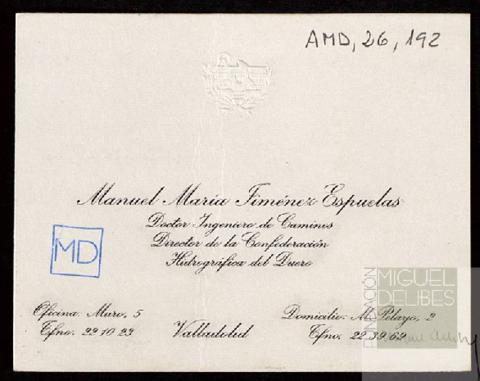 AMD, 26, 192
Manuel María Jiménez Espuelas
Doctor Ingeniero de Caminos
Director de la Confederación
Hidrográfica del Duero
MD
Oficina: Muro, 5
Tfno. 22 10 23
Valladolid
Domicilio: M. Pelayo, 2
Tfno. 22 39 62
FUNDACIÓN
MIGUEL
DELIBES